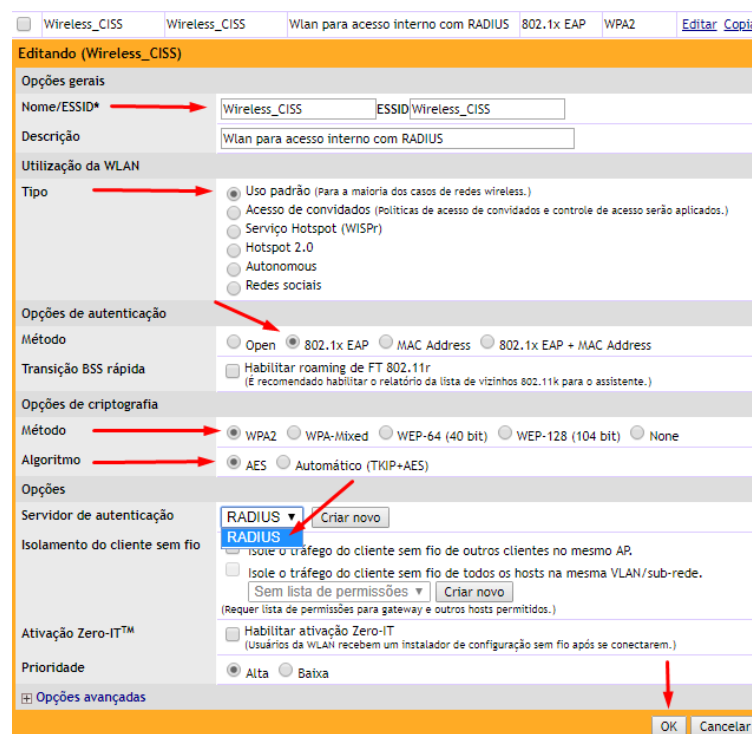 Wireless_CISS Wireless_CISS Wlan para acesso interno com RADIUS 802.1x EAP WPA2 Editar Copia
Editando (Wireless_CISS)
Opções gerais
Nome/ESSID* Wireless_CISS ESSID Wireless_CISS
Descrição Wlan para acesso interno com RADIUS
Utilização da WLAN
Tipo Uso padrão (Para a maioria dos casos de redes wireless.)
Acesso de convidados (Políticas de acesso de convidados e controle de acesso serão aplicados.)
Serviço Hotspot (WISPr)
Hotspot 2.0
Autonomous
Redes sociais
Opções de autenticação
Método Open 802.1x EAP MAC Address 802.1x EAP + MAC Address
Transição BSS rápida Habilitar roaming de FT 802.11r
(É recomendado habilitar o relatório da lista de vizinhos 802.11k para o assistente.)
Opções de criptografia
Método WPA2 WPA-Mixed WEP-64 (40 bit) WEP-128 (104 bit) None
Algoritmo AES Automático (TKIP+AES)
Opções
Servidor de autenticação RADIUS Criar novo
RADIUS
Isolamento do cliente sem fio Isole o tráfego do cliente sem fio de outros clientes no mesmo AP.
Isole o tráfego do cliente sem fio de todos os hosts na mesma VLAN/sub-rede.
Sem lista de permissões Criar novo
(Requer lista de permissões para gateway e outros hosts permitidos.)
Ativação Zero-IT™ Habilitar ativação Zero-IT
(Usuários da WLAN recebem um instalador de configuração sem fio após se conectarem.)
Prioridade Alta Baixa
Opções avançadas
OK Cancelar